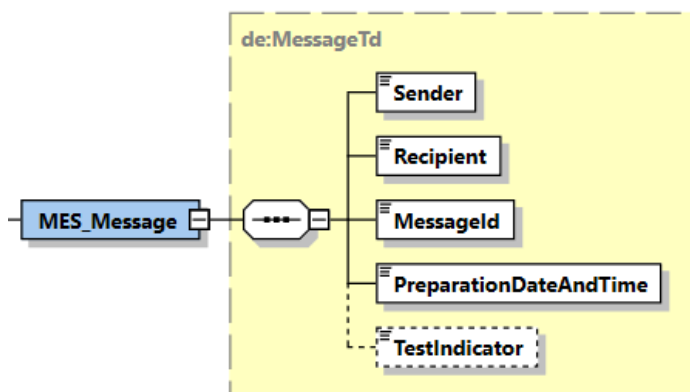 de:MessageTd
Sender
Recipient
MES_Message
MessageId
PreparationDateAndTime
TestIndicator